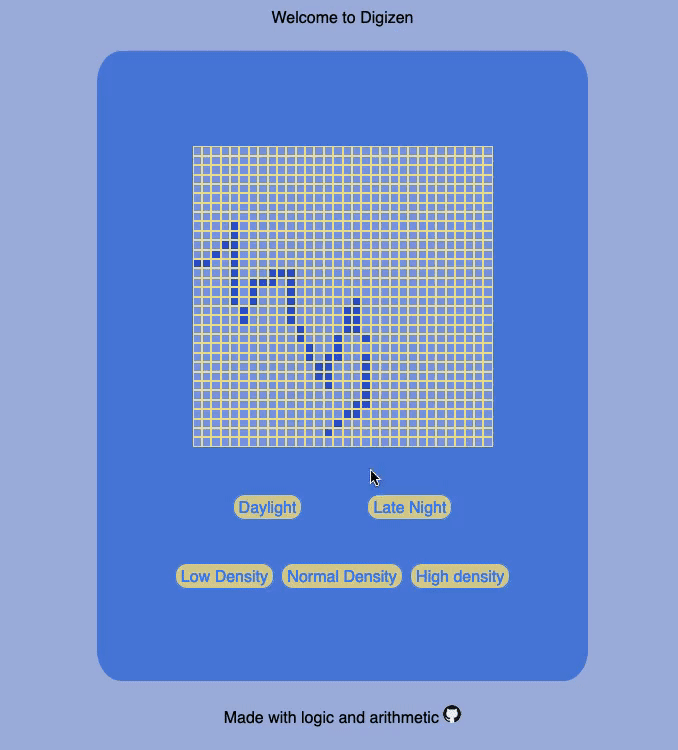 Welcome to Digizen
Daylight Late Night
Low Density Normal Density High density
Made with logic and arithmetic